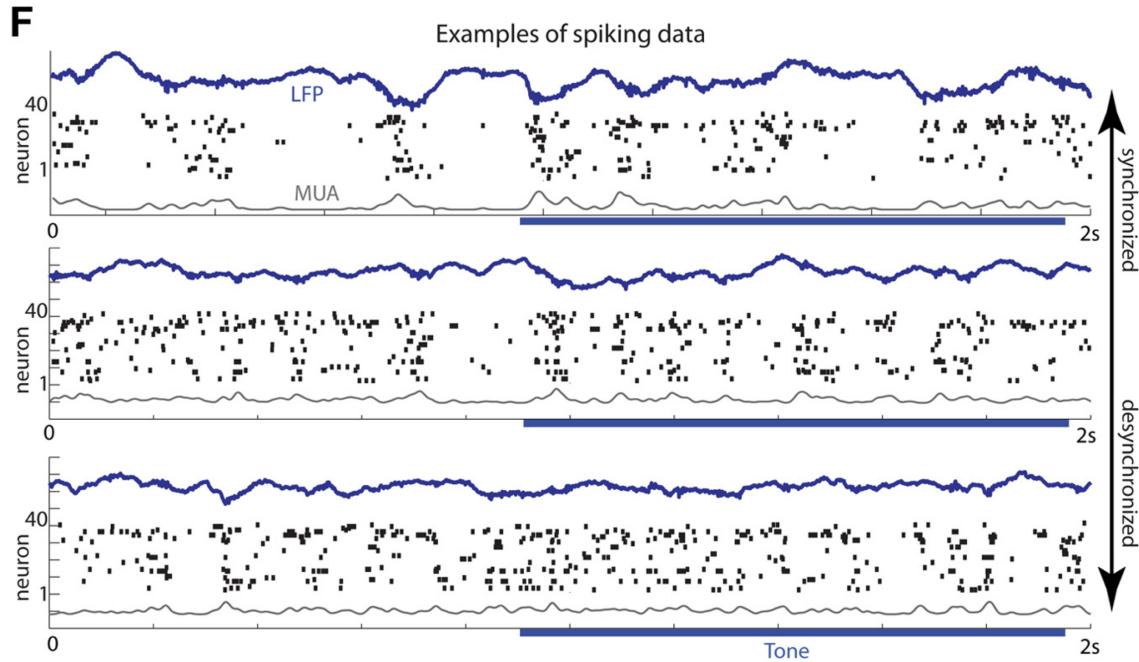 F
Examples of spiking data
LFP
40
neuron
1
MUA
0
2s
synchronized
40
neuron
1
0
2s
desynchronized
40
neuron
1
0
Tone
2s